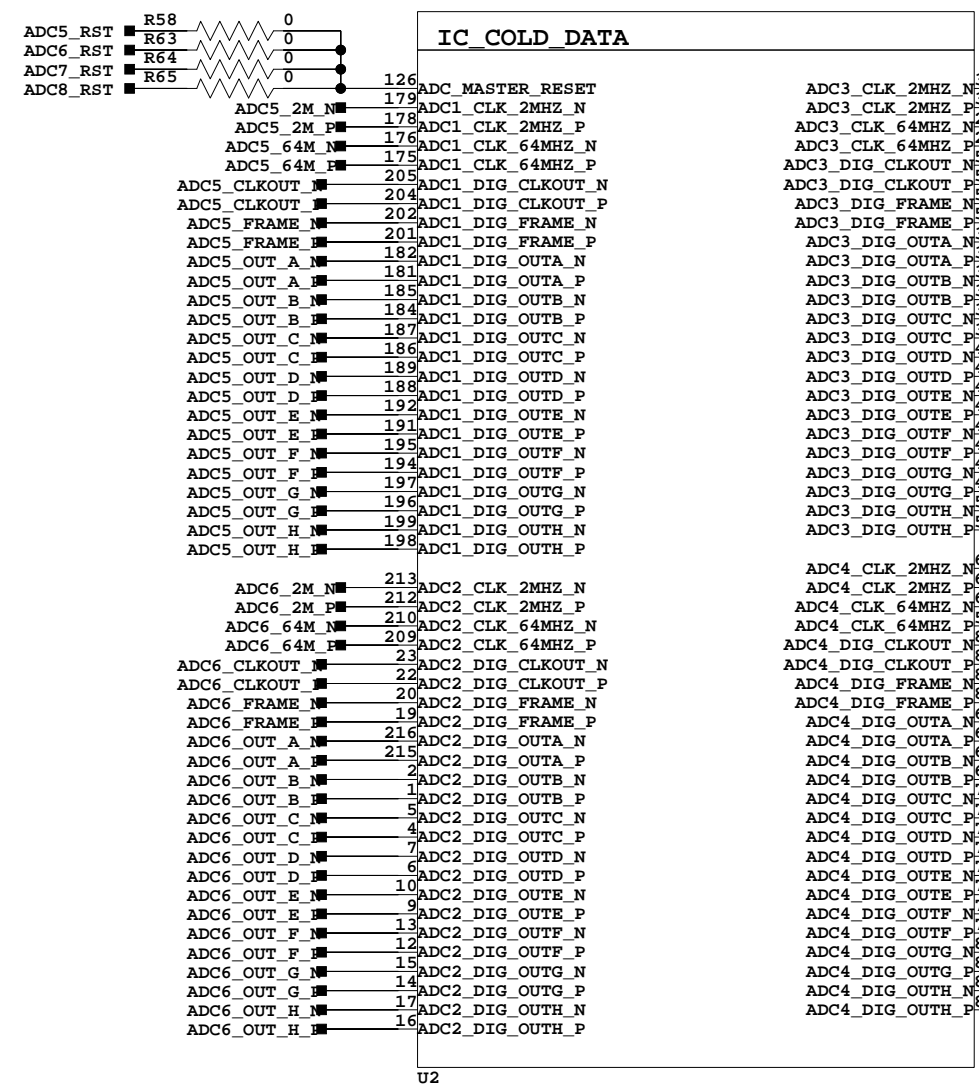 R58 0
ADC5_RST
R63 0
ADC6_RST
R64 0
ADC7_RST
R65 0
ADC8_RST
IC_COLD_DATA
126 ADC_MASTER_RESET ADC3_CLK_2MHZ_N
ADC5_2M_N 179 ADC1_CLK_2MHZ_N ADC3_CLK_2MHZ_P
ADC5_2M_P 178 ADC1_CLK_2MHZ_P ADC3_CLK_64MHZ_N
ADC5_64M_N 176 ADC1_CLK_64MHZ_N ADC3_CLK_64MHZ_P
ADC5_64M_P 175 ADC1_CLK_64MHZ_P ADC3_DIG_CLKOUT_N
ADC5_CLKOUT_N 205 ADC1_DIG_CLKOUT_N ADC3_DIG_CLKOUT_P
ADC5_CLKOUT_P 204 ADC1_DIG_CLKOUT_P ADC3_DIG_FRAME_N
ADC5_FRAME_N 202 ADC1_DIG_FRAME_N ADC3_DIG_FRAME_P
ADC5_FRAME_P 201 ADC1_DIG_FRAME_P ADC3_DIG_OUTA_N
ADC5_OUT_A_N 182 ADC1_DIG_OUTA_N ADC3_DIG_OUTA_P
ADC5_OUT_A_P 181 ADC1_DIG_OUTA_P ADC3_DIG_OUTB_N
ADC5_OUT_B_N 185 ADC1_DIG_OUTB_N ADC3_DIG_OUTB_P
ADC5_OUT_B_P 184 ADC1_DIG_OUTB_P ADC3_DIG_OUTC_N
ADC5_OUT_C_N 187 ADC1_DIG_OUTC_N ADC3_DIG_OUTC_P
ADC5_OUT_C_P 186 ADC1_DIG_OUTC_P ADC3_DIG_OUTD_N
ADC5_OUT_D_N 189 ADC1_DIG_OUTD_N ADC3_DIG_OUTD_P
ADC5_OUT_D_P 188 ADC1_DIG_OUTD_P ADC3_DIG_OUTE_N
ADC5_OUT_E_N 192 ADC1_DIG_OUTE_N ADC3_DIG_OUTE_P
ADC5_OUT_E_P 191 ADC1_DIG_OUTE_P ADC3_DIG_OUTF_N
ADC5_OUT_F_N 195 ADC1_DIG_OUTF_N ADC3_DIG_OUTF_P
ADC5_OUT_F_P 194 ADC1_DIG_OUTF_P ADC3_DIG_OUTG_N
ADC5_OUT_G_N 197 ADC1_DIG_OUTG_N ADC3_DIG_OUTG_P
ADC5_OUT_G_P 196 ADC1_DIG_OUTG_P ADC3_DIG_OUTH_N
ADC5_OUT_H_N 199 ADC1_DIG_OUTH_N ADC3_DIG_OUTH_P
ADC5_OUT_H_P 198 ADC1_DIG_OUTH_P
ADC4_CLK_2MHZ_N
ADC6_2M_N 213 ADC2_CLK_2MHZ_N ADC4_CLK_2MHZ_P
ADC6_2M_P 212 ADC2_CLK_2MHZ_P ADC4_CLK_64MHZ_N
ADC6_64M_N 210 ADC2_CLK_64MHZ_N ADC4_CLK_64MHZ_P
ADC6_64M_P 209 ADC2_CLK_64MHZ_P ADC4_DIG_CLKOUT_N
ADC6_CLKOUT_N 23 ADC2_DIG_CLKOUT_N ADC4_DIG_CLKOUT_P
ADC6_CLKOUT_P 22 ADC2_DIG_CLKOUT_P ADC4_DIG_FRAME_N
ADC6_FRAME_N 20 ADC2_DIG_FRAME_N ADC4_DIG_FRAME_P
ADC6_FRAME_P 19 ADC2_DIG_FRAME_P ADC4_DIG_OUTA_N
ADC6_OUT_A_N 216 ADC2_DIG_OUTA_N ADC4_DIG_OUTA_P
ADC6_OUT_A_P 215 ADC2_DIG_OUTA_P ADC4_DIG_OUTB_N
ADC6_OUT_B_N 2 ADC2_DIG_OUTB_N ADC4_DIG_OUTB_P
ADC6_OUT_B_P 1 ADC2_DIG_OUTB_P ADC4_DIG_OUTC_N
ADC6_OUT_C_N 5 ADC2_DIG_OUTC_N ADC4_DIG_OUTC_P
ADC6_OUT_C_P 4 ADC2_DIG_OUTC_P ADC4_DIG_OUTD_N
ADC6_OUT_D_N 7 ADC2_DIG_OUTD_N ADC4_DIG_OUTD_P
ADC6_OUT_D_P 6 ADC2_DIG_OUTD_P ADC4_DIG_OUTE_N
ADC6_OUT_E_N 10 ADC2_DIG_OUTE_N ADC4_DIG_OUTE_P
ADC6_OUT_E_P 9 ADC2_DIG_OUTE_P ADC4_DIG_OUTF_N
ADC6_OUT_F_N 13 ADC2_DIG_OUTF_N ADC4_DIG_OUTF_P
ADC6_OUT_F_P 12 ADC2_DIG_OUTF_P ADC4_DIG_OUTG_N
ADC6_OUT_G_N 15 ADC2_DIG_OUTG_N ADC4_DIG_OUTG_P
ADC6_OUT_G_P 14 ADC2_DIG_OUTG_P ADC4_DIG_OUTH_N
ADC6_OUT_H_N 17 ADC2_DIG_OUTH_N ADC4_DIG_OUTH_P
ADC6_OUT_H_P 16 ADC2_DIG_OUTH_P
U2